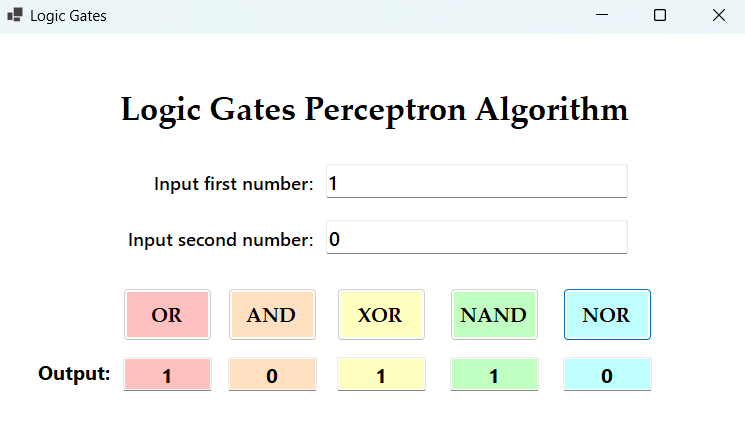 Logic Gates
Logic Gates Perceptron Algorithm
Input first number: 1
Input second number: 0
OR AND XOR NAND NOR
Output: 1 0 1 1 0